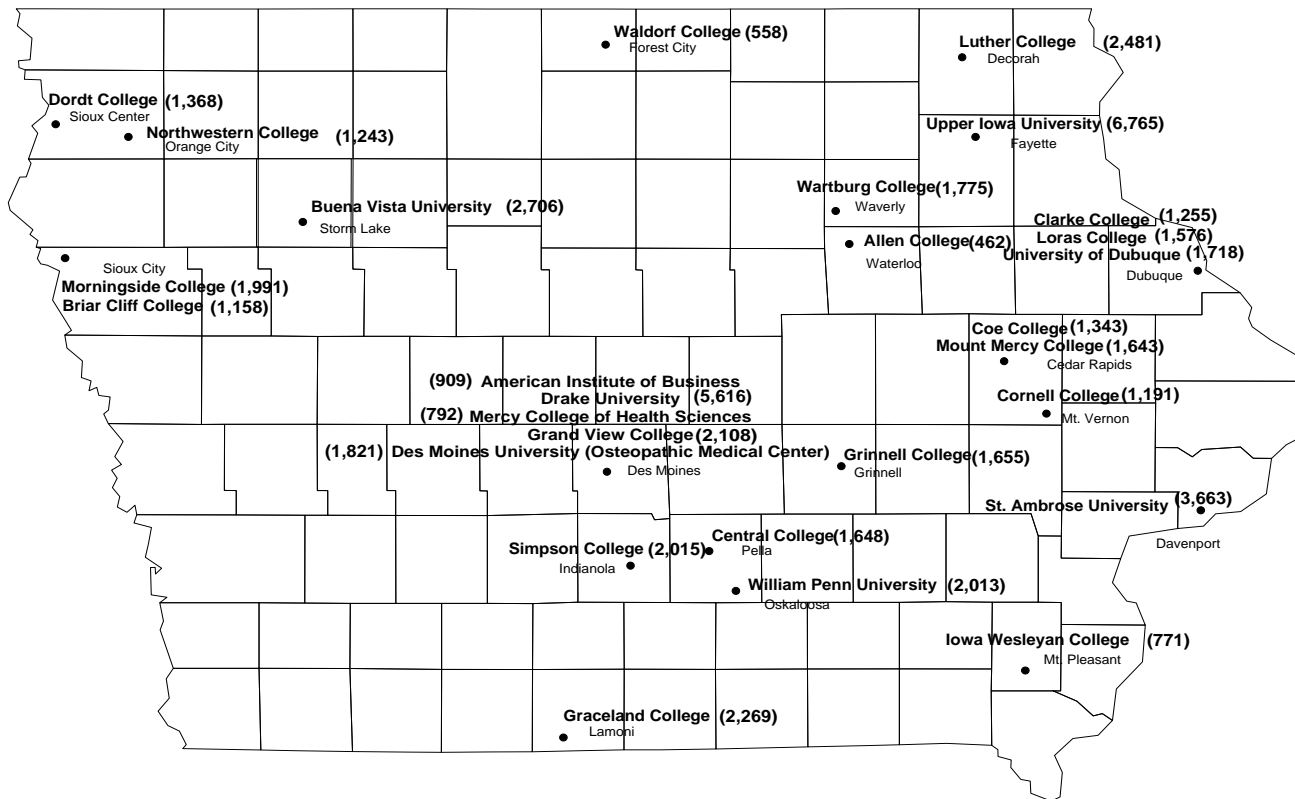 Waldorf College (558)
Forest City
Luther College (2,481)
Decorah
Dordt College (1,368)
Sioux Center
Northwestern College (1,243)
Orange City
Upper Iowa University (6,765)
Fayette
Wartburg College (1,775)
Waverly
Buena Vista University (2,706)
Storm Lake
Clarke College (1,255)
Loras College (1,576)
University of Dubuque (1,718)
Dubuque
Allen College (462)
Waterloo
Sioux City
Morningside College (1,991)
Briar Cliff College (1,158)
Coe College (1,343)
Mount Mercy College (1,643)
Cedar Rapids
(909) American Institute of Business
Drake University (5,616)
(792) Mercy College of Health Sciences
Grand View College (2,108)
(1,821) Des Moines University (Osteopathic Medical Center)
Des Moines
Cornell College (1,191)
Mt. Vernon
Grinnell College (1,655)
Grinnell
St. Ambrose University (3,663)
Davenport
Simpson College (2,015)
Indianola
Central College (1,648)
Pella
William Penn University (2,013)
Oskaloosa
Iowa Wesleyan College (771)
Mt. Pleasant
Graceland College (2,269)
Lamoni